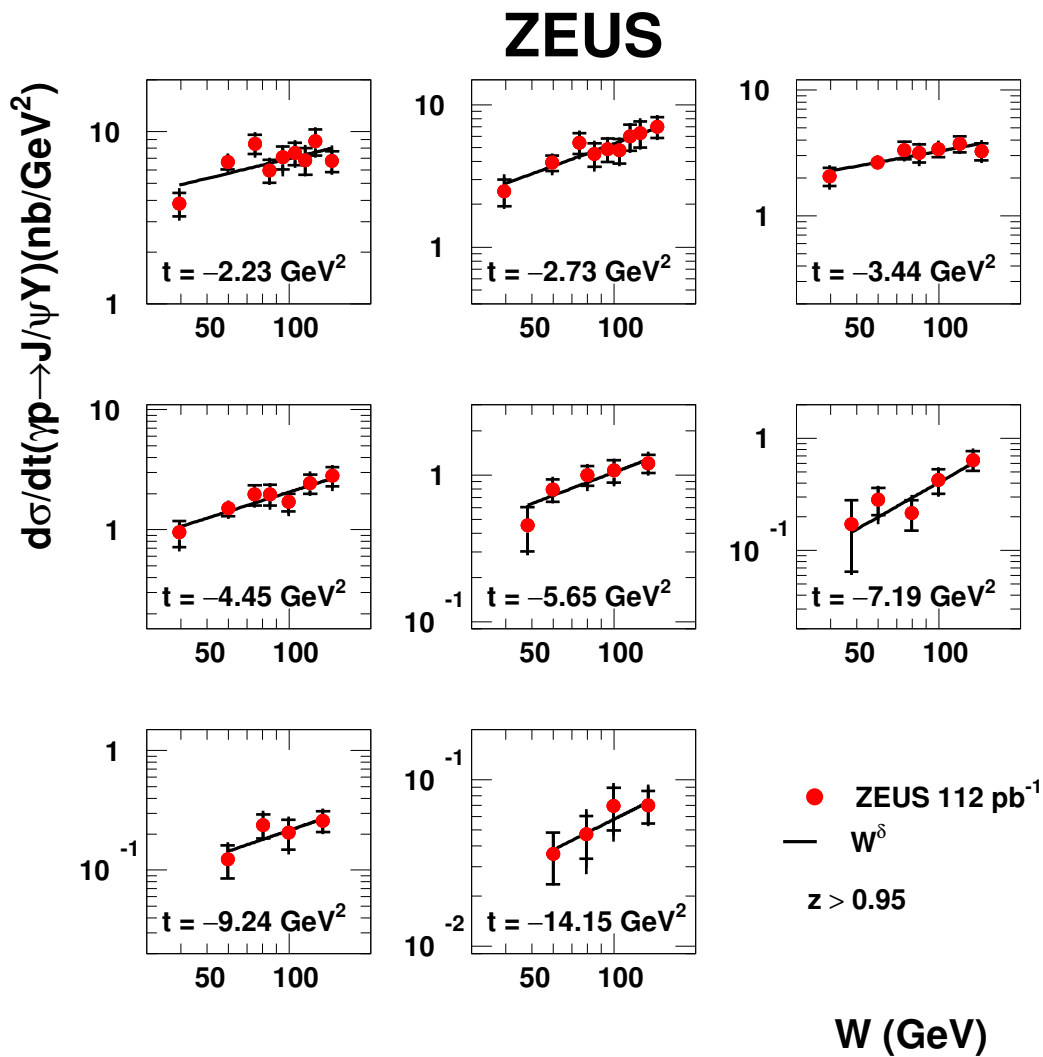 ZEUS
dσ/dt(γp→J/ψY)(nb/GeV²)
10
1
t = −2.23 GeV²
50 100
10
1
t = −2.73 GeV²
50 100
10
1
t = −3.44 GeV²
50 100
10
1
t = −4.45 GeV²
50 100
1
10⁻¹
t = −5.65 GeV²
50 100
1
10⁻¹
t = −7.19 GeV²
50 100
1
10⁻¹
t = −9.24 GeV²
50 100
10⁻¹
10⁻²
t = −14.15 GeV²
50 100
ZEUS 112 pb⁻¹
W^δ
z > 0.95
W (GeV)